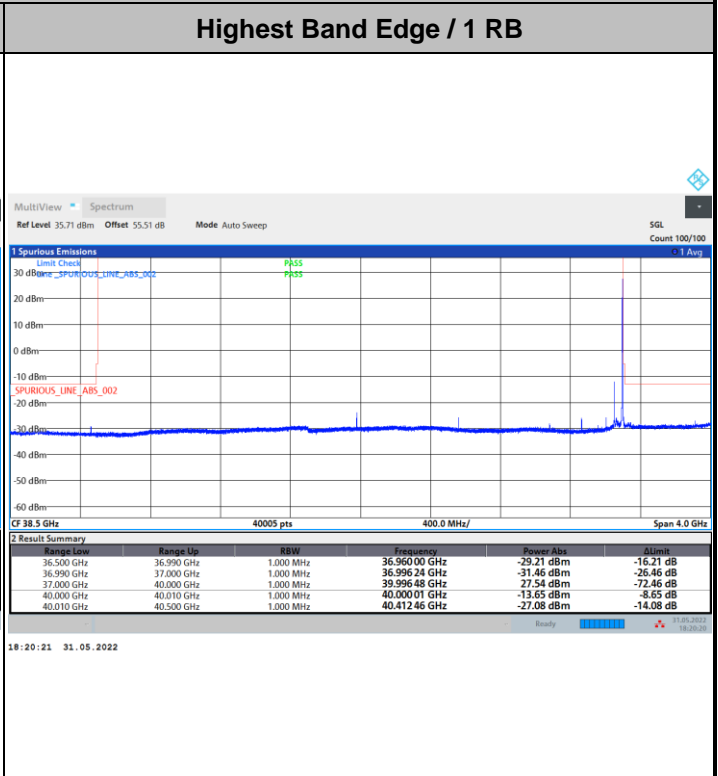 Highest Band Edge / 1 RB
MultiView Spectrum
Ref Level 35.71 dBm Offset 55.51 dB Mode Auto Sweep SGL
Count 100/100
1 Spurious Emissions 1 Avg
Limit Check PASS
30 dBm Line _SPURIOUS_LINE_ABS_002 PASS
20 dBm
10 dBm
0 dBm
-10 dBm
_SPURIOUS_LINE_ABS_002
-20 dBm
-30 dBm
-40 dBm
-50 dBm
-60 dBm
CF 38.5 GHz 40005 pts 400.0 MHz/ Span 4.0 GHz
2 Result Summary
Range Low Range Up RBW Frequency Power Abs ΔLimit
36.500 GHz 36.990 GHz 1.000 MHz 36.960 00 GHz -29.21 dBm -16.21 dB
36.990 GHz 37.000 GHz 1.000 MHz 36.996 24 GHz -31.46 dBm -26.46 dB
37.000 GHz 40.000 GHz 1.000 MHz 39.996 48 GHz 27.54 dBm -72.46 dB
40.000 GHz 40.010 GHz 1.000 MHz 40.000 01 GHz -13.65 dBm -8.65 dB
40.010 GHz 40.500 GHz 1.000 MHz 40.412 46 GHz -27.08 dBm -14.08 dB
Ready 31.05.2022
18:20:20
18:20:21 31.05.2022